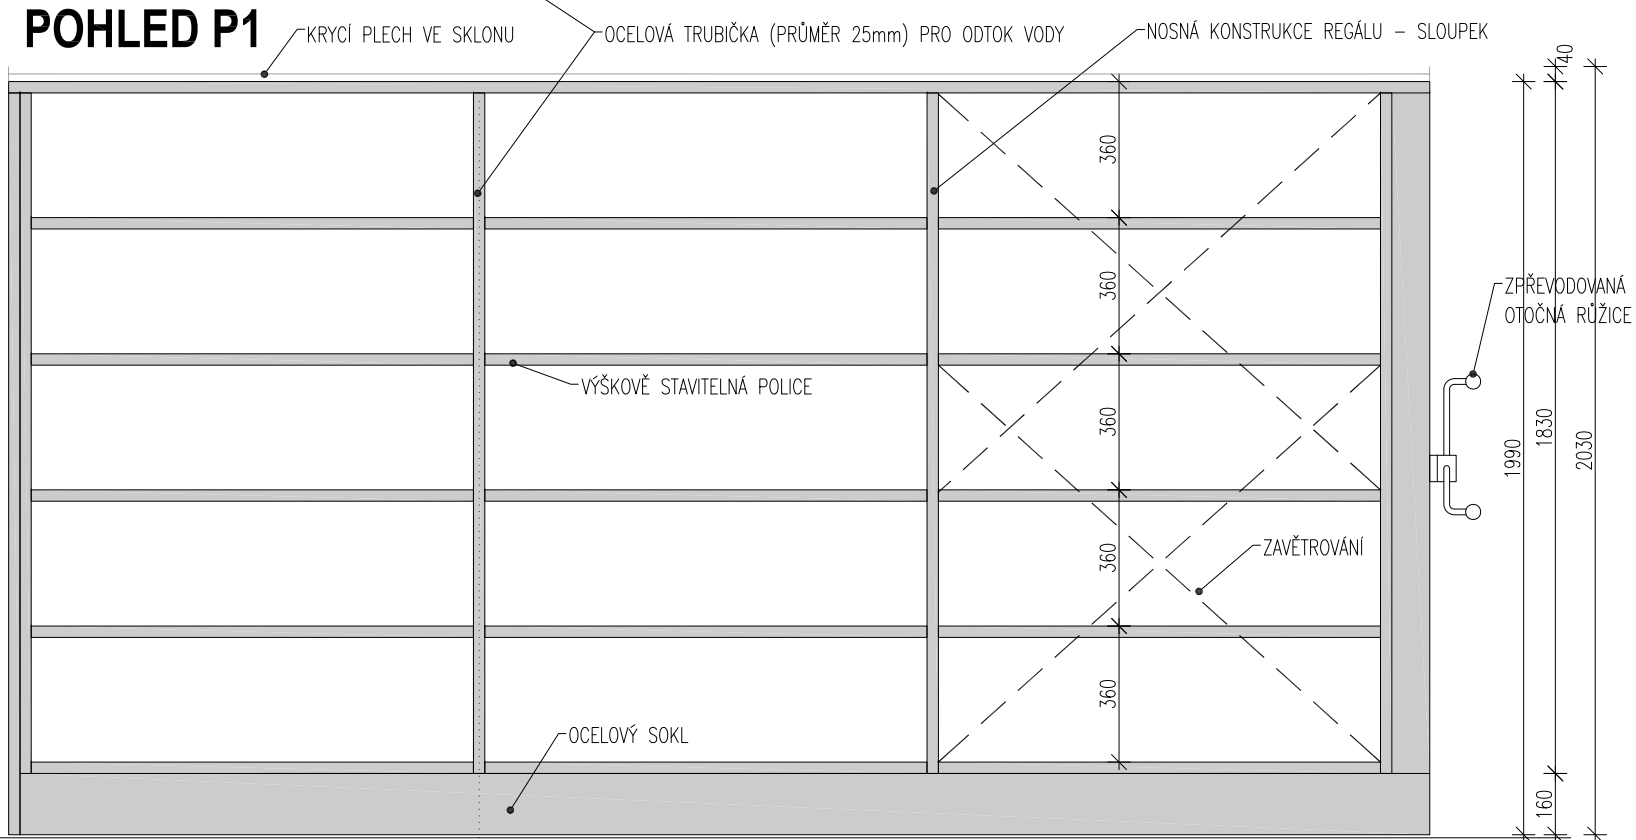 POHLED P1
KRYCÍ PLECH VE SKLONU
OCELOVÁ TRUBIČKA (PRŮMĚR 25mm) PRO ODTOK VODY
NOSNÁ KONSTRUKCE REGÁLU – SLOUPEK
40
360
360
ZPŘEVODOVANÁ
OTOČNÁ RŮŽICE
VÝŠKOVĚ STAVITELNÁ POLICE
360
1990
1830
2030
360
ZAVĚTROVÁNÍ
360
OCELOVÝ SOKL
160